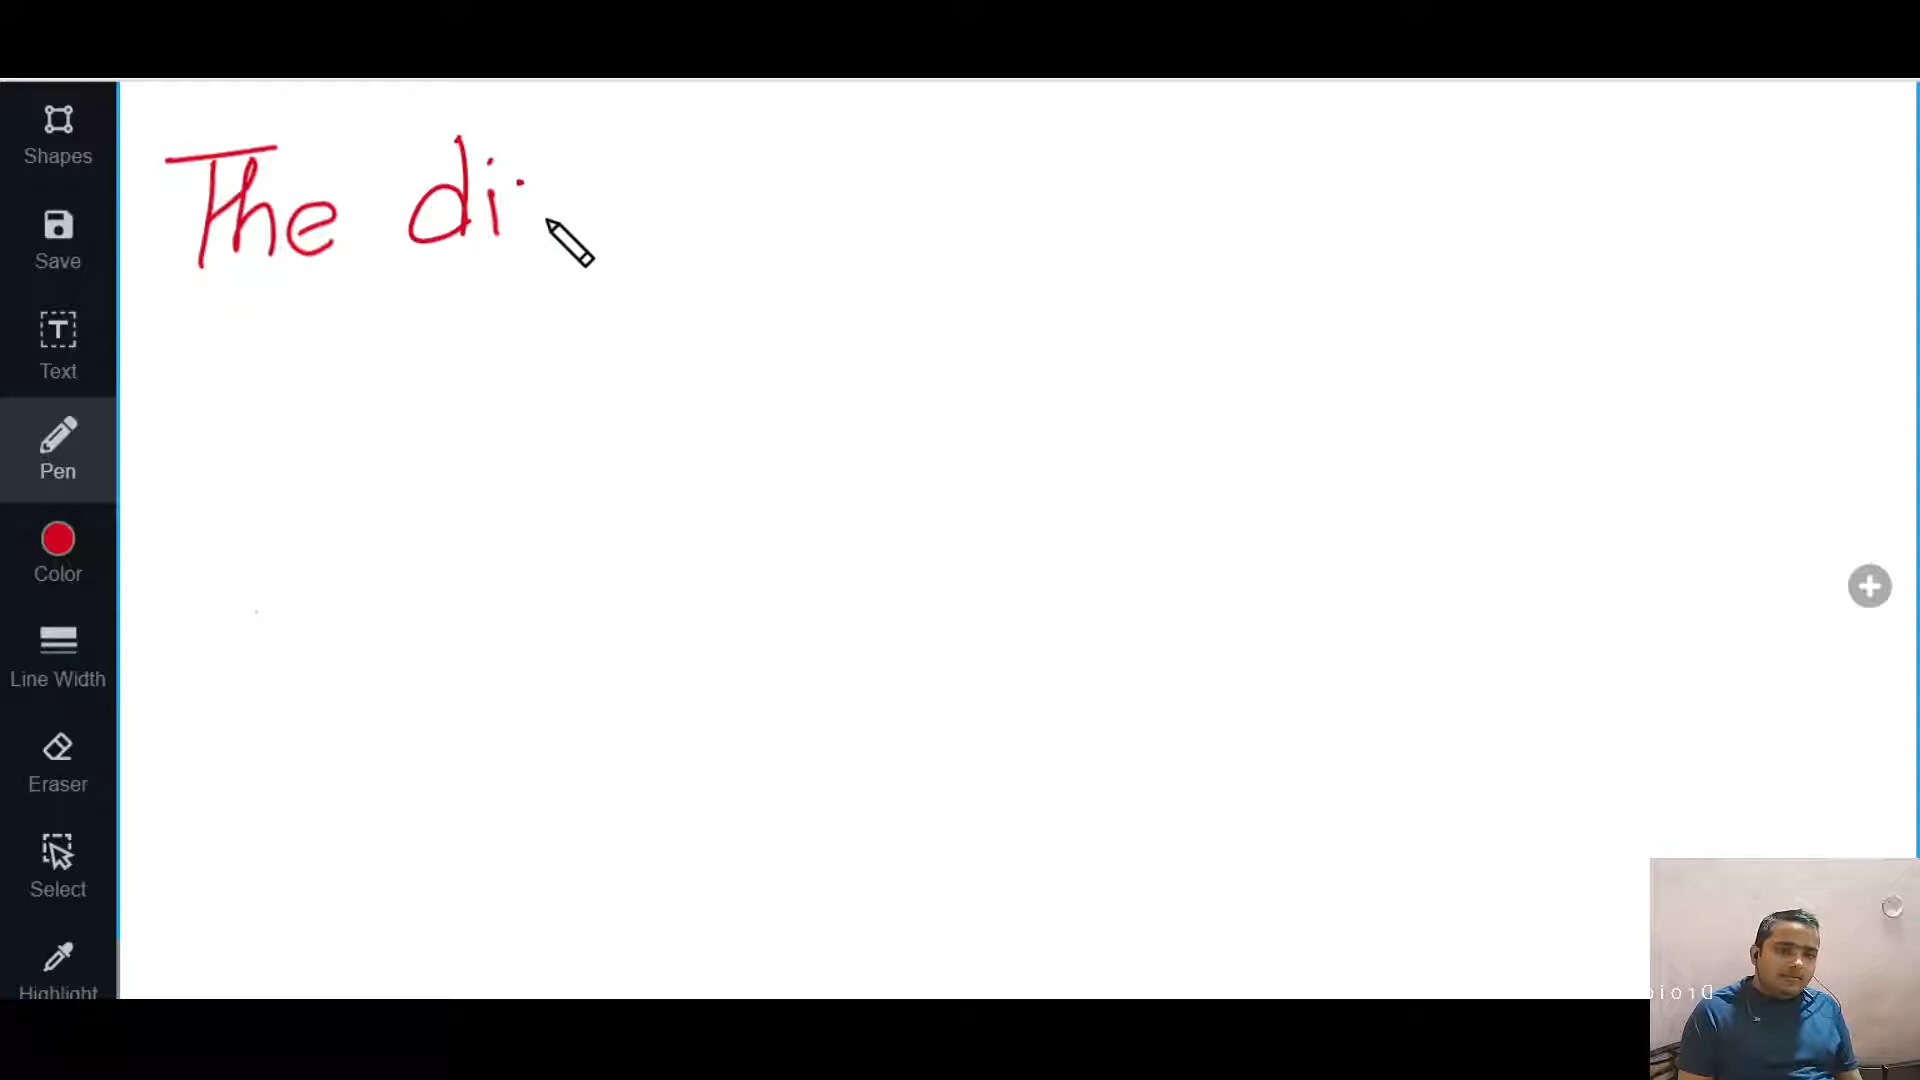 The di
Shapes
Save
T
Text
Pen
Color
Line Width
Eraser
Select
Highlight